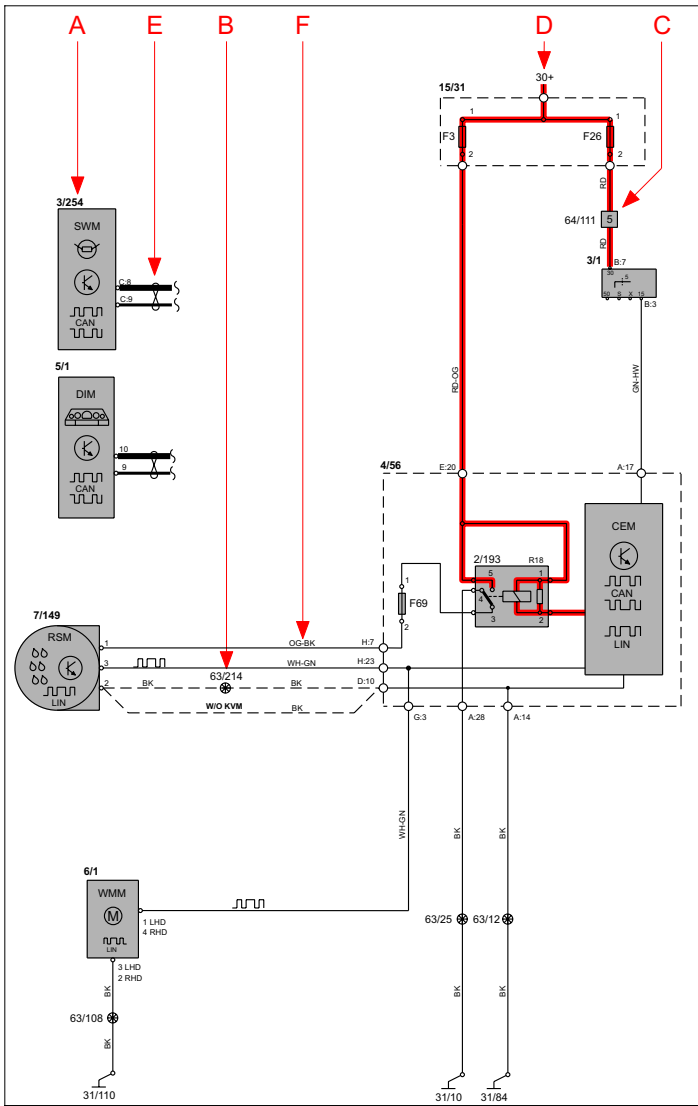 A E B F D C
30+
15/31
1 1
F3 F26
2 2
RD
64/111 5
RD
3/1 B:7
30
5
50 S X 15
B:3
3/254
SWM
C:8
C:9
CAN
5/1
DIM
10
9
CAN
RD-OG
GN-HW
4/56 E:20 A:17
CEM
CAN
LIN
2/193 R18
5 1
4
3 2
1
F69
2
7/149
RSM
LIN
1 OG-BK H:7
3 WH-GN H:23
63/214
2 BK BK D:10
W/O KVM
BK
G:3 A:28 A:14
WH-GN
BK BK
6/1
WMM
M
LIN
1 LHD
4 RHD
3 LHD
2 RHD
BK
63/108
BK
31/110
63/25 63/12
BK BK
31/10 31/84